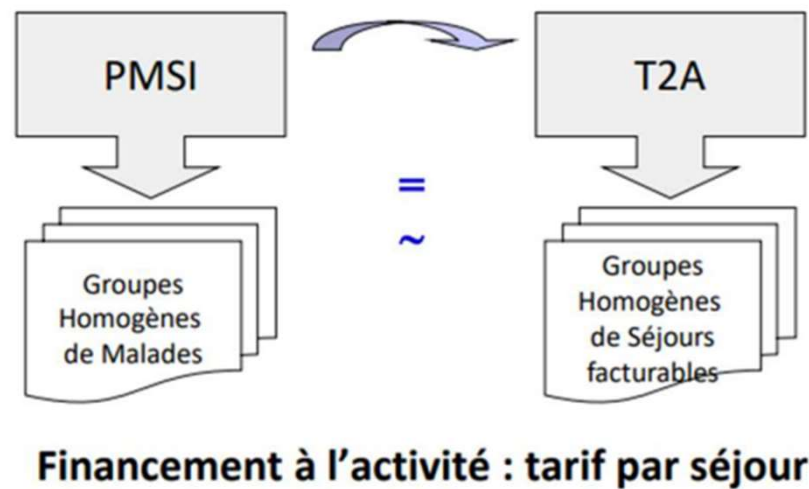 PMSI
T2A
=
~
Groupes
Homogènes
de Malades
Groupes
Homogènes
de Séjours
facturables
Financement à l’activité : tarif par séjour